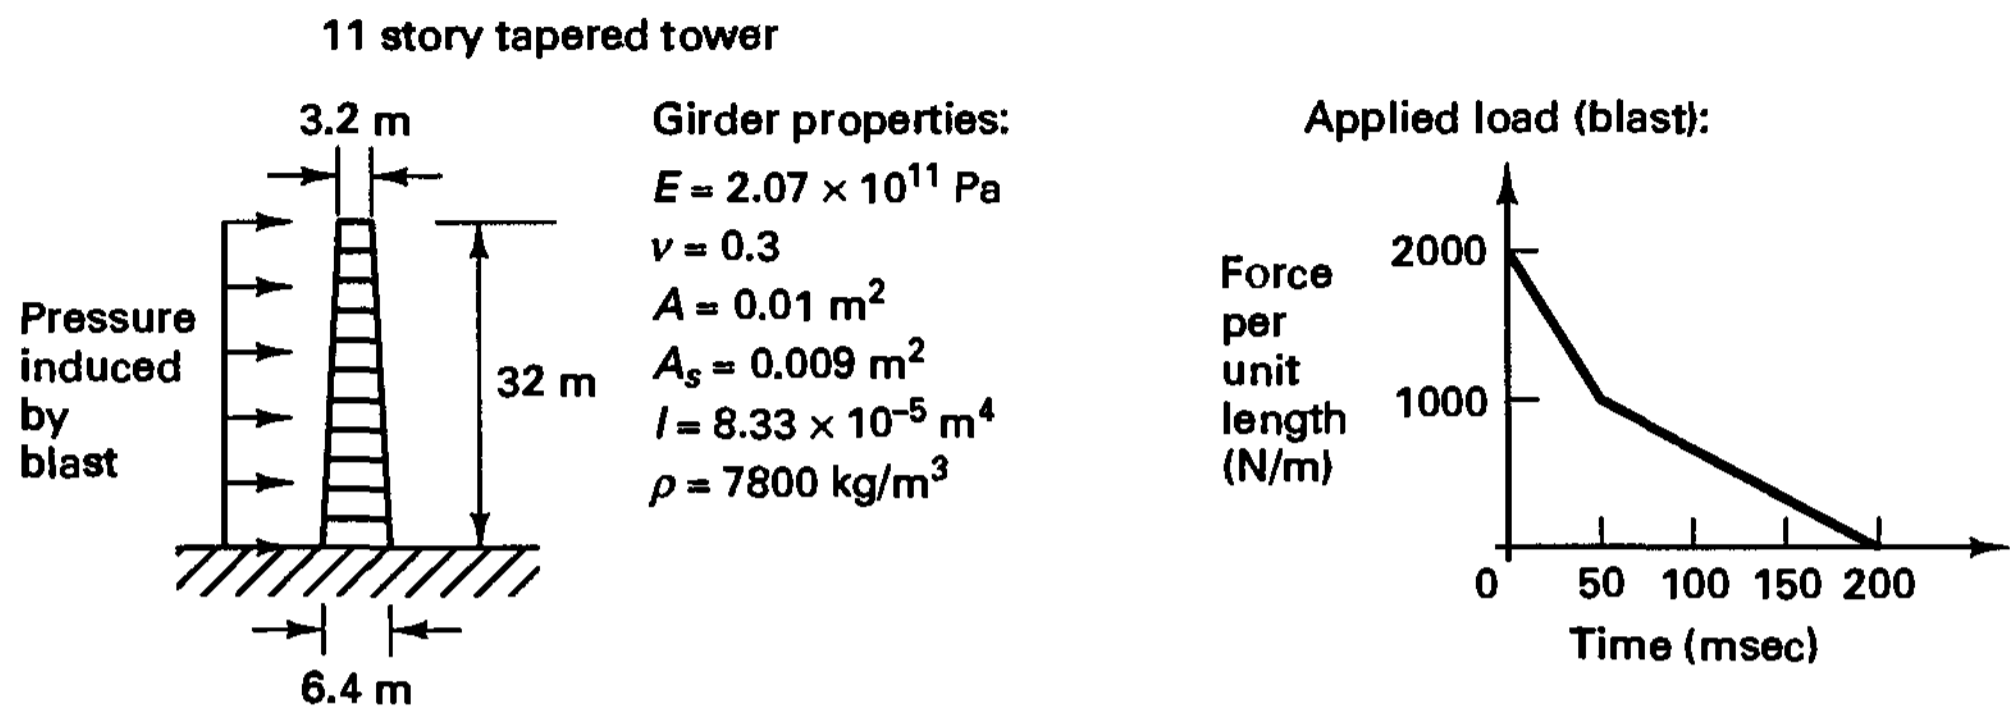 11 story tapered tower
3.2 m
Pressure
induced
by
blast
32 m
6.4 m
Girder properties:
E = 2.07 × 10¹¹ Pa
ν = 0.3
A = 0.01 m²
Aₛ = 0.009 m²
I = 8.33 × 10⁻⁵ m⁴
ρ = 7800 kg/m³
Applied load (blast):
Force
per
unit
length
(N/m)
2000
1000
0 50 100 150 200
Time (msec)